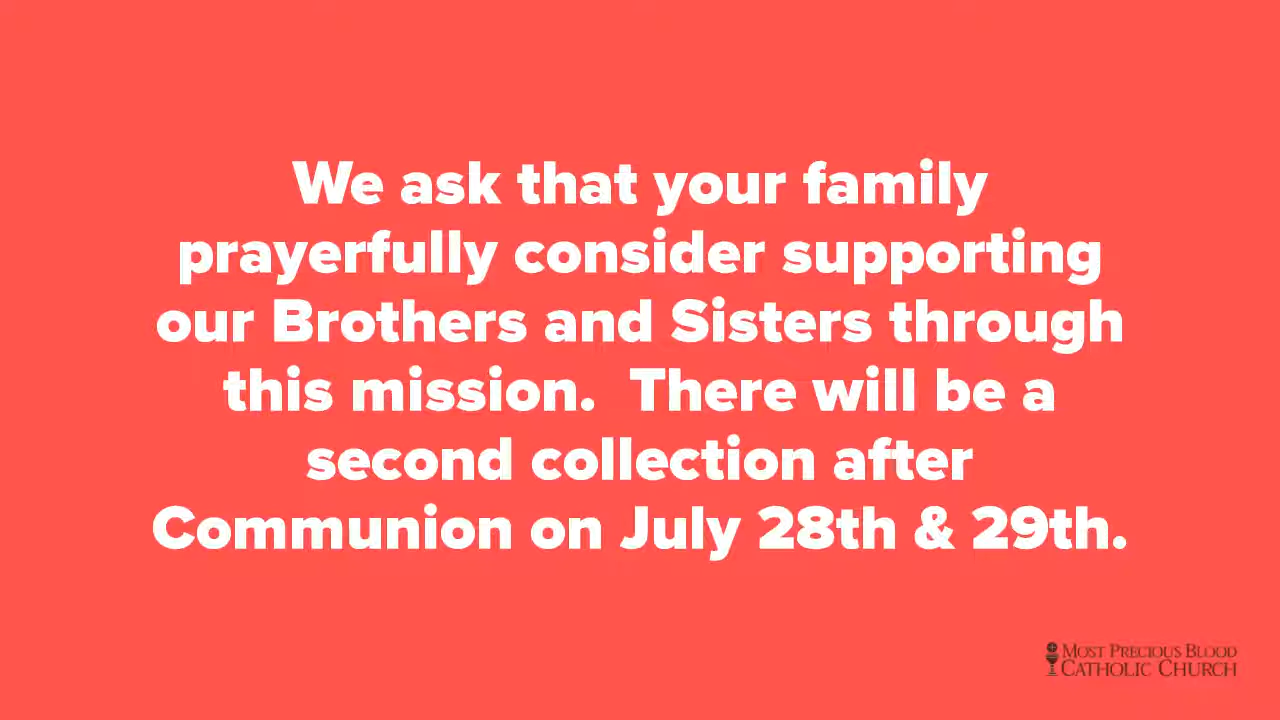 We ask that your family
prayerfully consider supporting
our Brothers and Sisters through
this mission.  There will be a
second collection after
Communion on July 28th & 29th.
Most Precious Blood
Catholic Church